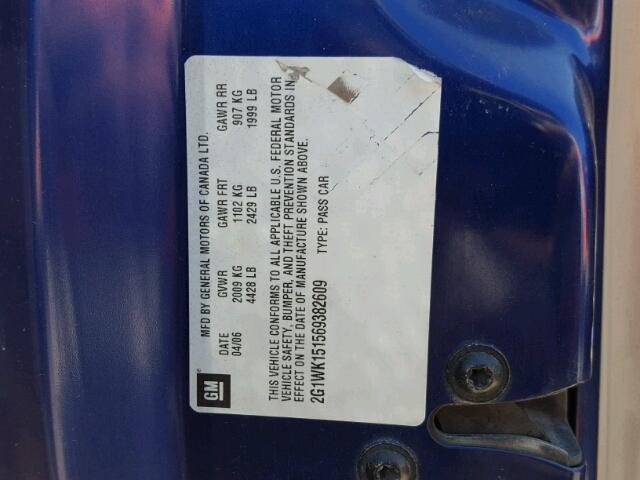 GM
MFD BY GENERAL MOTORS OF CANADA LTD.
DATE GVWR GAWR FRT GAWR RR
04/06 2009 KG 1102 KG 907 KG
4428 LB 2429 LB 1999 LB
THIS VEHICLE CONFORMS TO ALL APPLICABLE U.S. FEDERAL MOTOR
VEHICLE SAFETY, BUMPER, AND THEFT PREVENTION STANDARDS IN
EFFECT ON THE DATE OF MANUFACTURE SHOWN ABOVE.
2G1WK151569382609 TYPE: PASS CAR